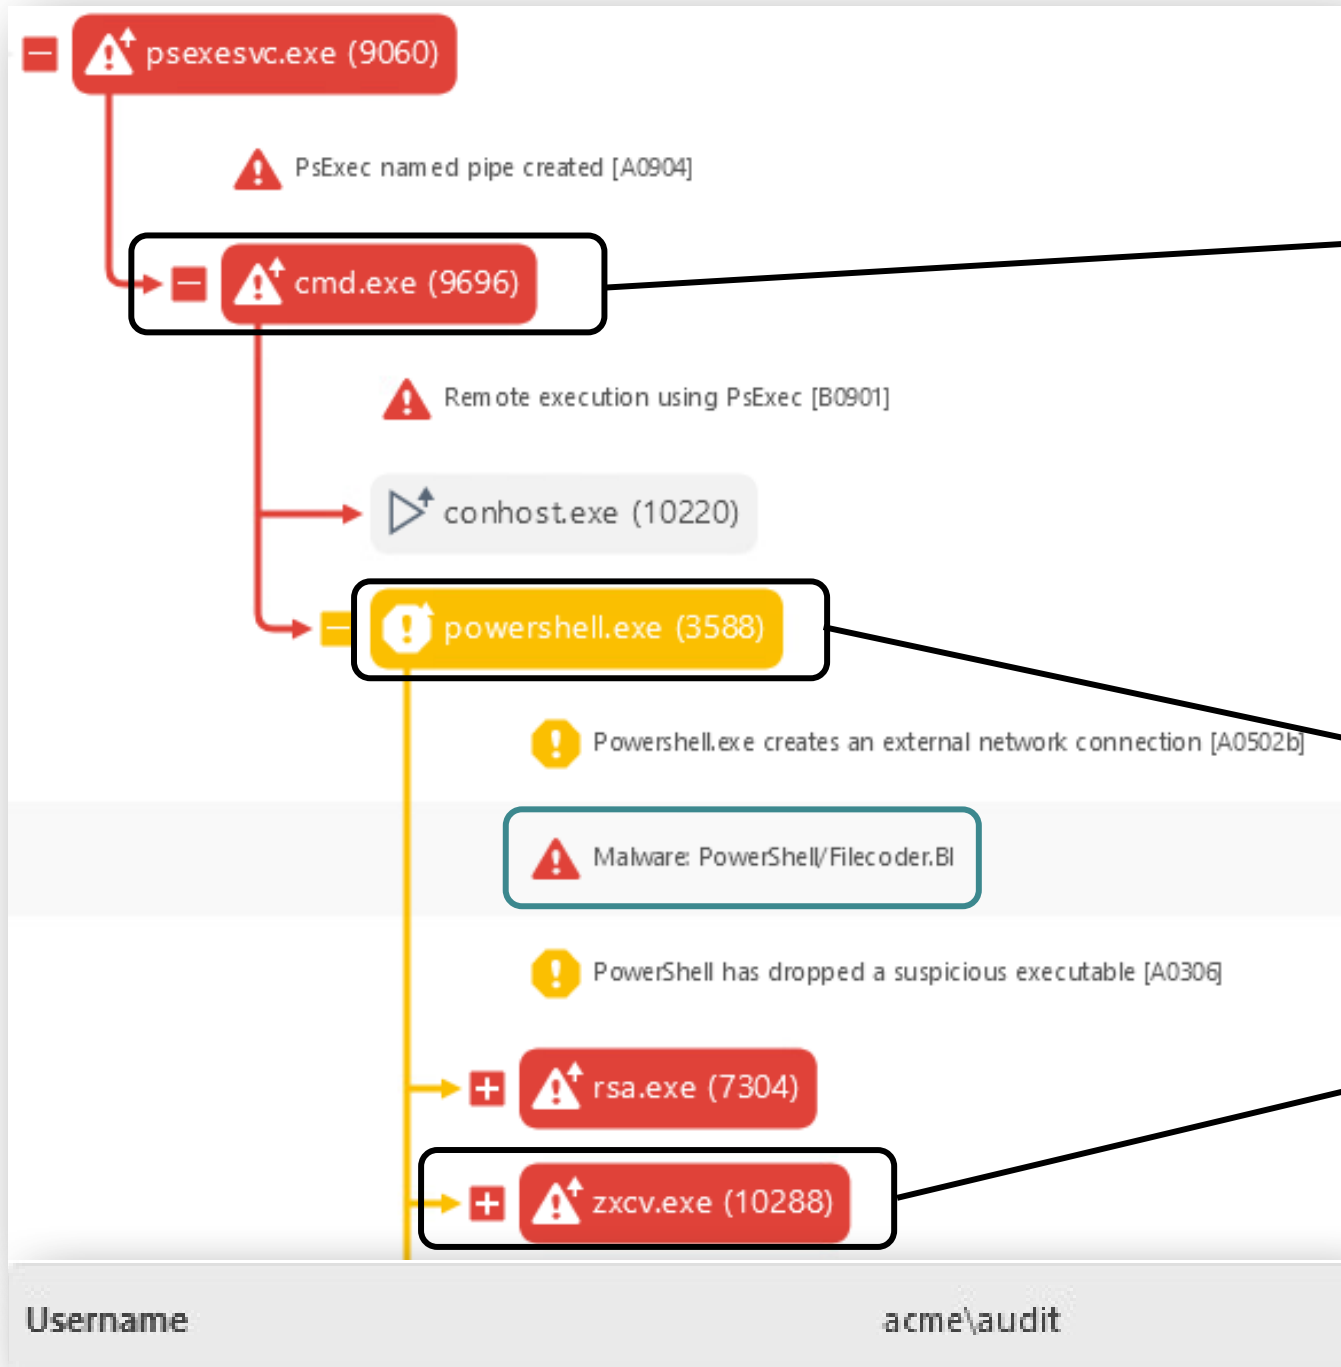 psexesvc.exe (9060)
PsExec named pipe created [A0904]
cmd.exe (9696)
Remote execution using PsExec [B0901]
conhost.exe (10220)
powershell.exe (3588)
Powershell.exe creates an external network connection [A0502b]
Malware: PowerShell/Filecoder.BI
PowerShell has dropped a suspicious executable [A0306]
rsa.exe (7304)
zxcv.exe (10288)
Username acme\audit